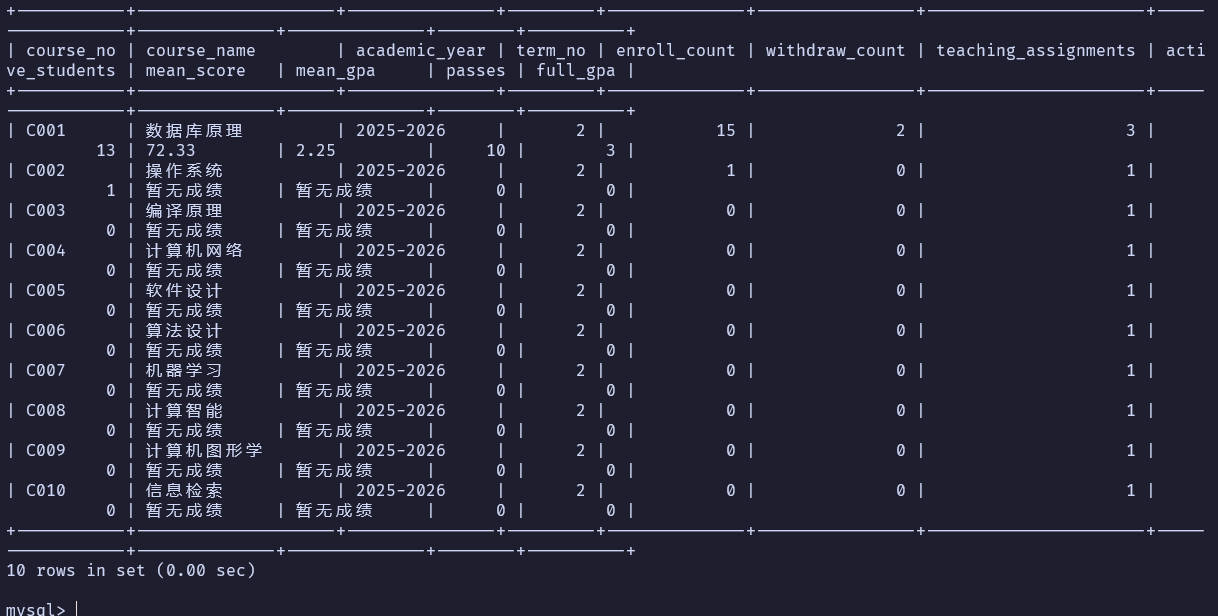 +------------+--------------------+----------------+---------+--------------+----------------+----------------------+-----
------------+--------------+--------------+--------+----------+
| course_no | course_name | academic_year | term_no | enroll_count | withdraw_count | teaching_assignments | acti
ve_students | mean_score | mean_gpa | passes | full_gpa |
+------------+--------------------+----------------+---------+--------------+----------------+----------------------+-----
------------+--------------+--------------+--------+----------+
| C001 | 数据库原理 | 2025-2026 | 2 | 15 | 2 | 3 |
13 | 72.33 | 2.25 | 10 | 3 |
| C002 | 操作系统 | 2025-2026 | 2 | 1 | 0 | 1 |
1 | 暂无成绩 | 暂无成绩 | 0 | 0 |
| C003 | 编译原理 | 2025-2026 | 2 | 0 | 0 | 1 |
0 | 暂无成绩 | 暂无成绩 | 0 | 0 |
| C004 | 计算机网络 | 2025-2026 | 2 | 0 | 0 | 1 |
0 | 暂无成绩 | 暂无成绩 | 0 | 0 |
| C005 | 软件设计 | 2025-2026 | 2 | 0 | 0 | 1 |
0 | 暂无成绩 | 暂无成绩 | 0 | 0 |
| C006 | 算法设计 | 2025-2026 | 2 | 0 | 0 | 1 |
0 | 暂无成绩 | 暂无成绩 | 0 | 0 |
| C007 | 机器学习 | 2025-2026 | 2 | 0 | 0 | 1 |
0 | 暂无成绩 | 暂无成绩 | 0 | 0 |
| C008 | 计算智能 | 2025-2026 | 2 | 0 | 0 | 1 |
0 | 暂无成绩 | 暂无成绩 | 0 | 0 |
| C009 | 计算机图形学 | 2025-2026 | 2 | 0 | 0 | 1 |
0 | 暂无成绩 | 暂无成绩 | 0 | 0 |
| C010 | 信息检索 | 2025-2026 | 2 | 0 | 0 | 1 |
0 | 暂无成绩 | 暂无成绩 | 0 | 0 |
+------------+--------------------+----------------+---------+--------------+----------------+----------------------+-----
------------+--------------+--------------+--------+----------+
10 rows in set (0.00 sec)
mysql>